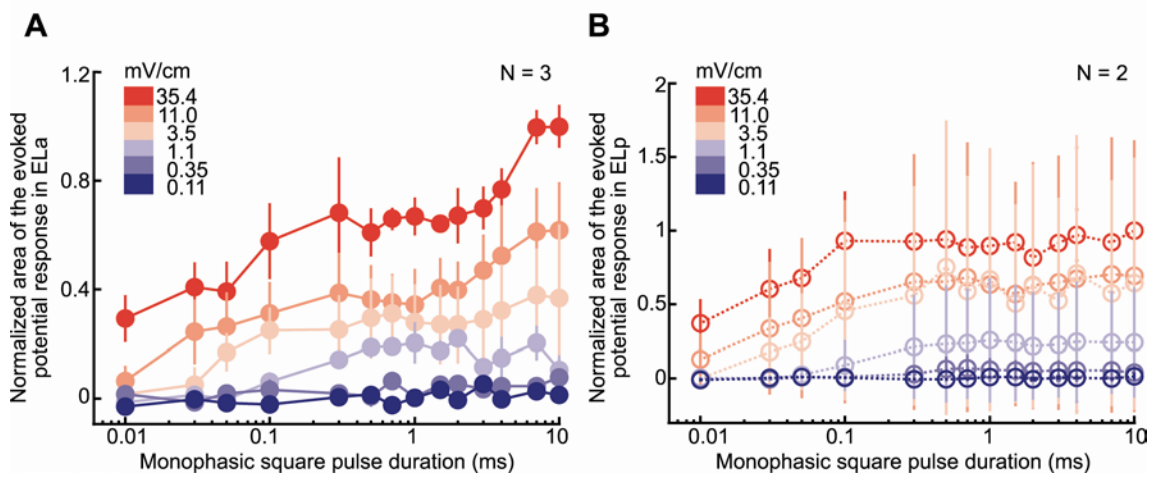 A
mV/cm
35.4
11.0
3.5
1.1
0.35
0.11
N = 3
1.2
0.8
0.4
0
Normalized area of the evoked
potential response in ELa
0.01
0.1
1
10
Monophasic square pulse duration (ms)
B
mV/cm
35.4
11.0
3.5
1.1
0.35
0.11
N = 2
2
1.5
1
0.5
0
Normalized area of the evoked
potential response in ELp
0.01
0.1
1
10
Monophasic square pulse duration (ms)